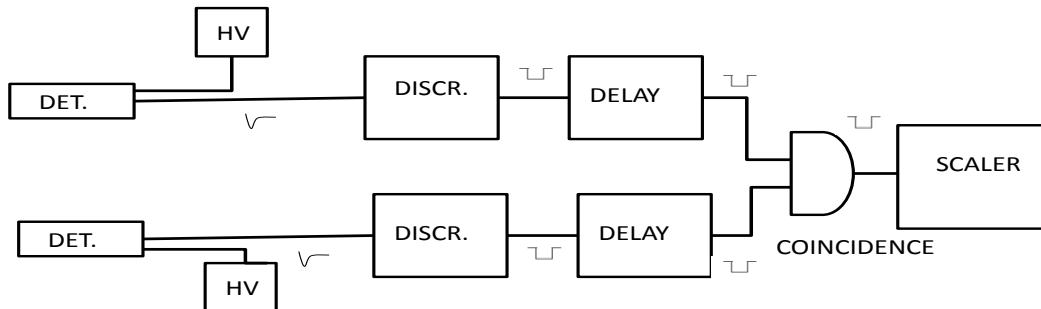 HV
DET.
DISCR.
DELAY
SCALER
DET.
DISCR.
DELAY
COINCIDENCE
HV